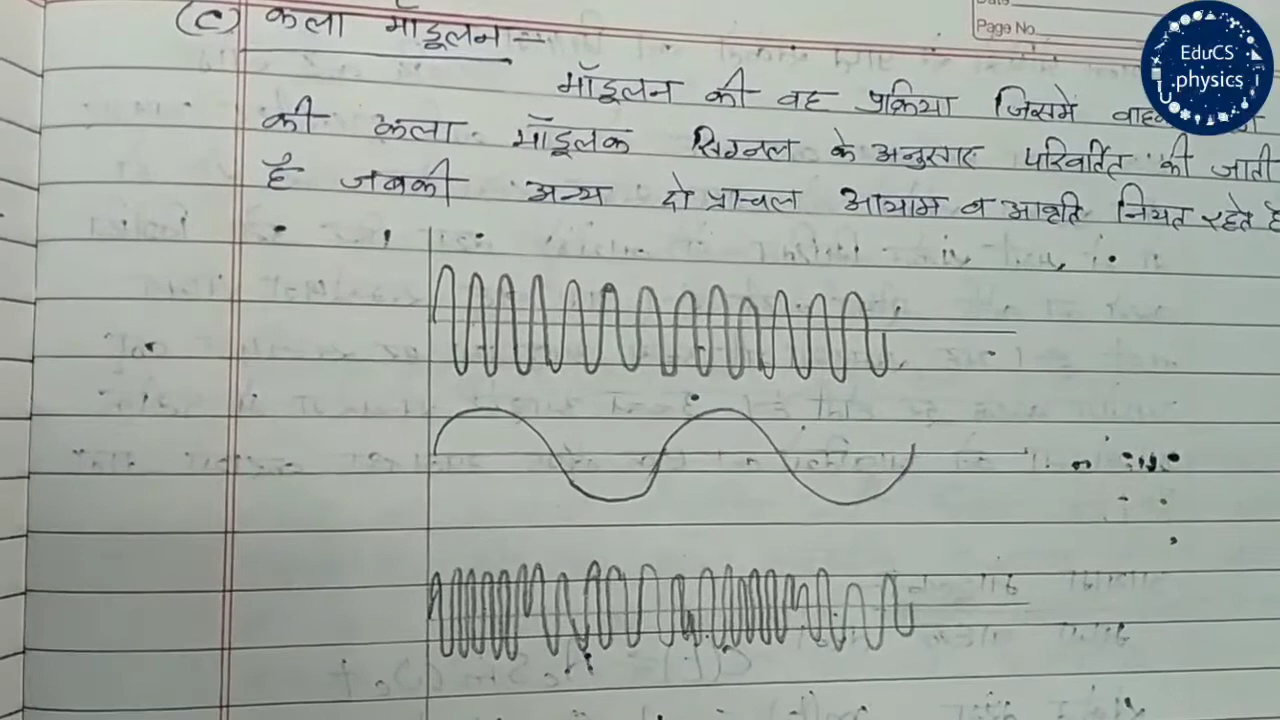 Page No.
EduCS
physics
(C) कला मॉडूलन -
मॉडूलन की वह प्रक्रिया जिसमे
की कला मॉडूलक सिग्नल के अनुसार परिवर्तित की जाती
है जबकी अन्य दो प्राचल आयाम व आवृति नियत रहते है